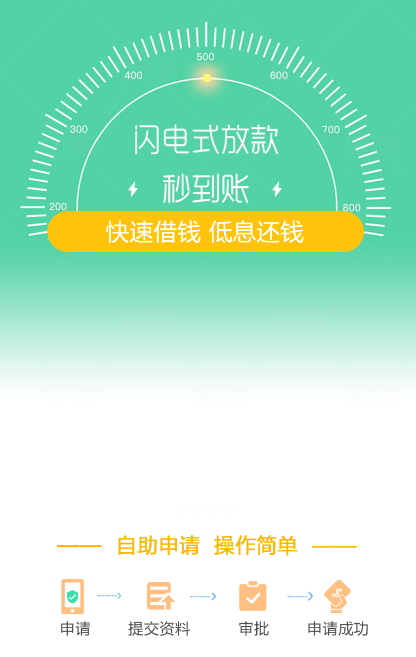 500
400
600
300
700
200
800
闪电式放款
秒到账
快速借钱 低息还钱
自助申请 操作简单
申请
提交资料
审批
申请成功